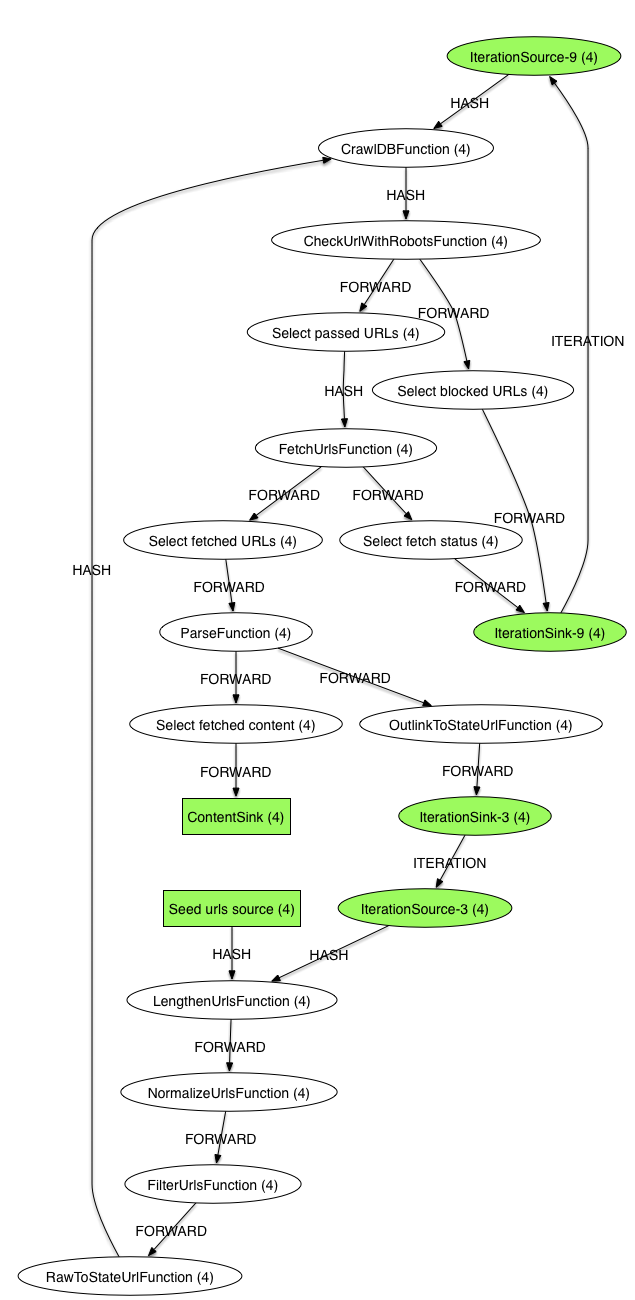 IterationSource-9 (4)
HASH
CrawlDBFunction (4)
HASH
CheckUrlWithRobotsFunction (4)
FORWARD
FORWARD
Select passed URLs (4)
ITERATION
HASH
Select blocked URLs (4)
FetchUrlsFunction (4)
FORWARD
FORWARD
FORWARD
Select fetched URLs (4)
Select fetch status (4)
HASH
FORWARD
FORWARD
ParseFunction (4)
IterationSink-9 (4)
FORWARD
FORWARD
Select fetched content (4)
OutlinkToStateUrlFunction (4)
FORWARD
FORWARD
ContentSink (4)
IterationSink-3 (4)
ITERATION
Seed urls source (4)
IterationSource-3 (4)
HASH
HASH
LengthenUrlsFunction (4)
FORWARD
NormalizeUrlsFunction (4)
FORWARD
FilterUrlsFunction (4)
FORWARD
RawToStateUrlFunction (4)